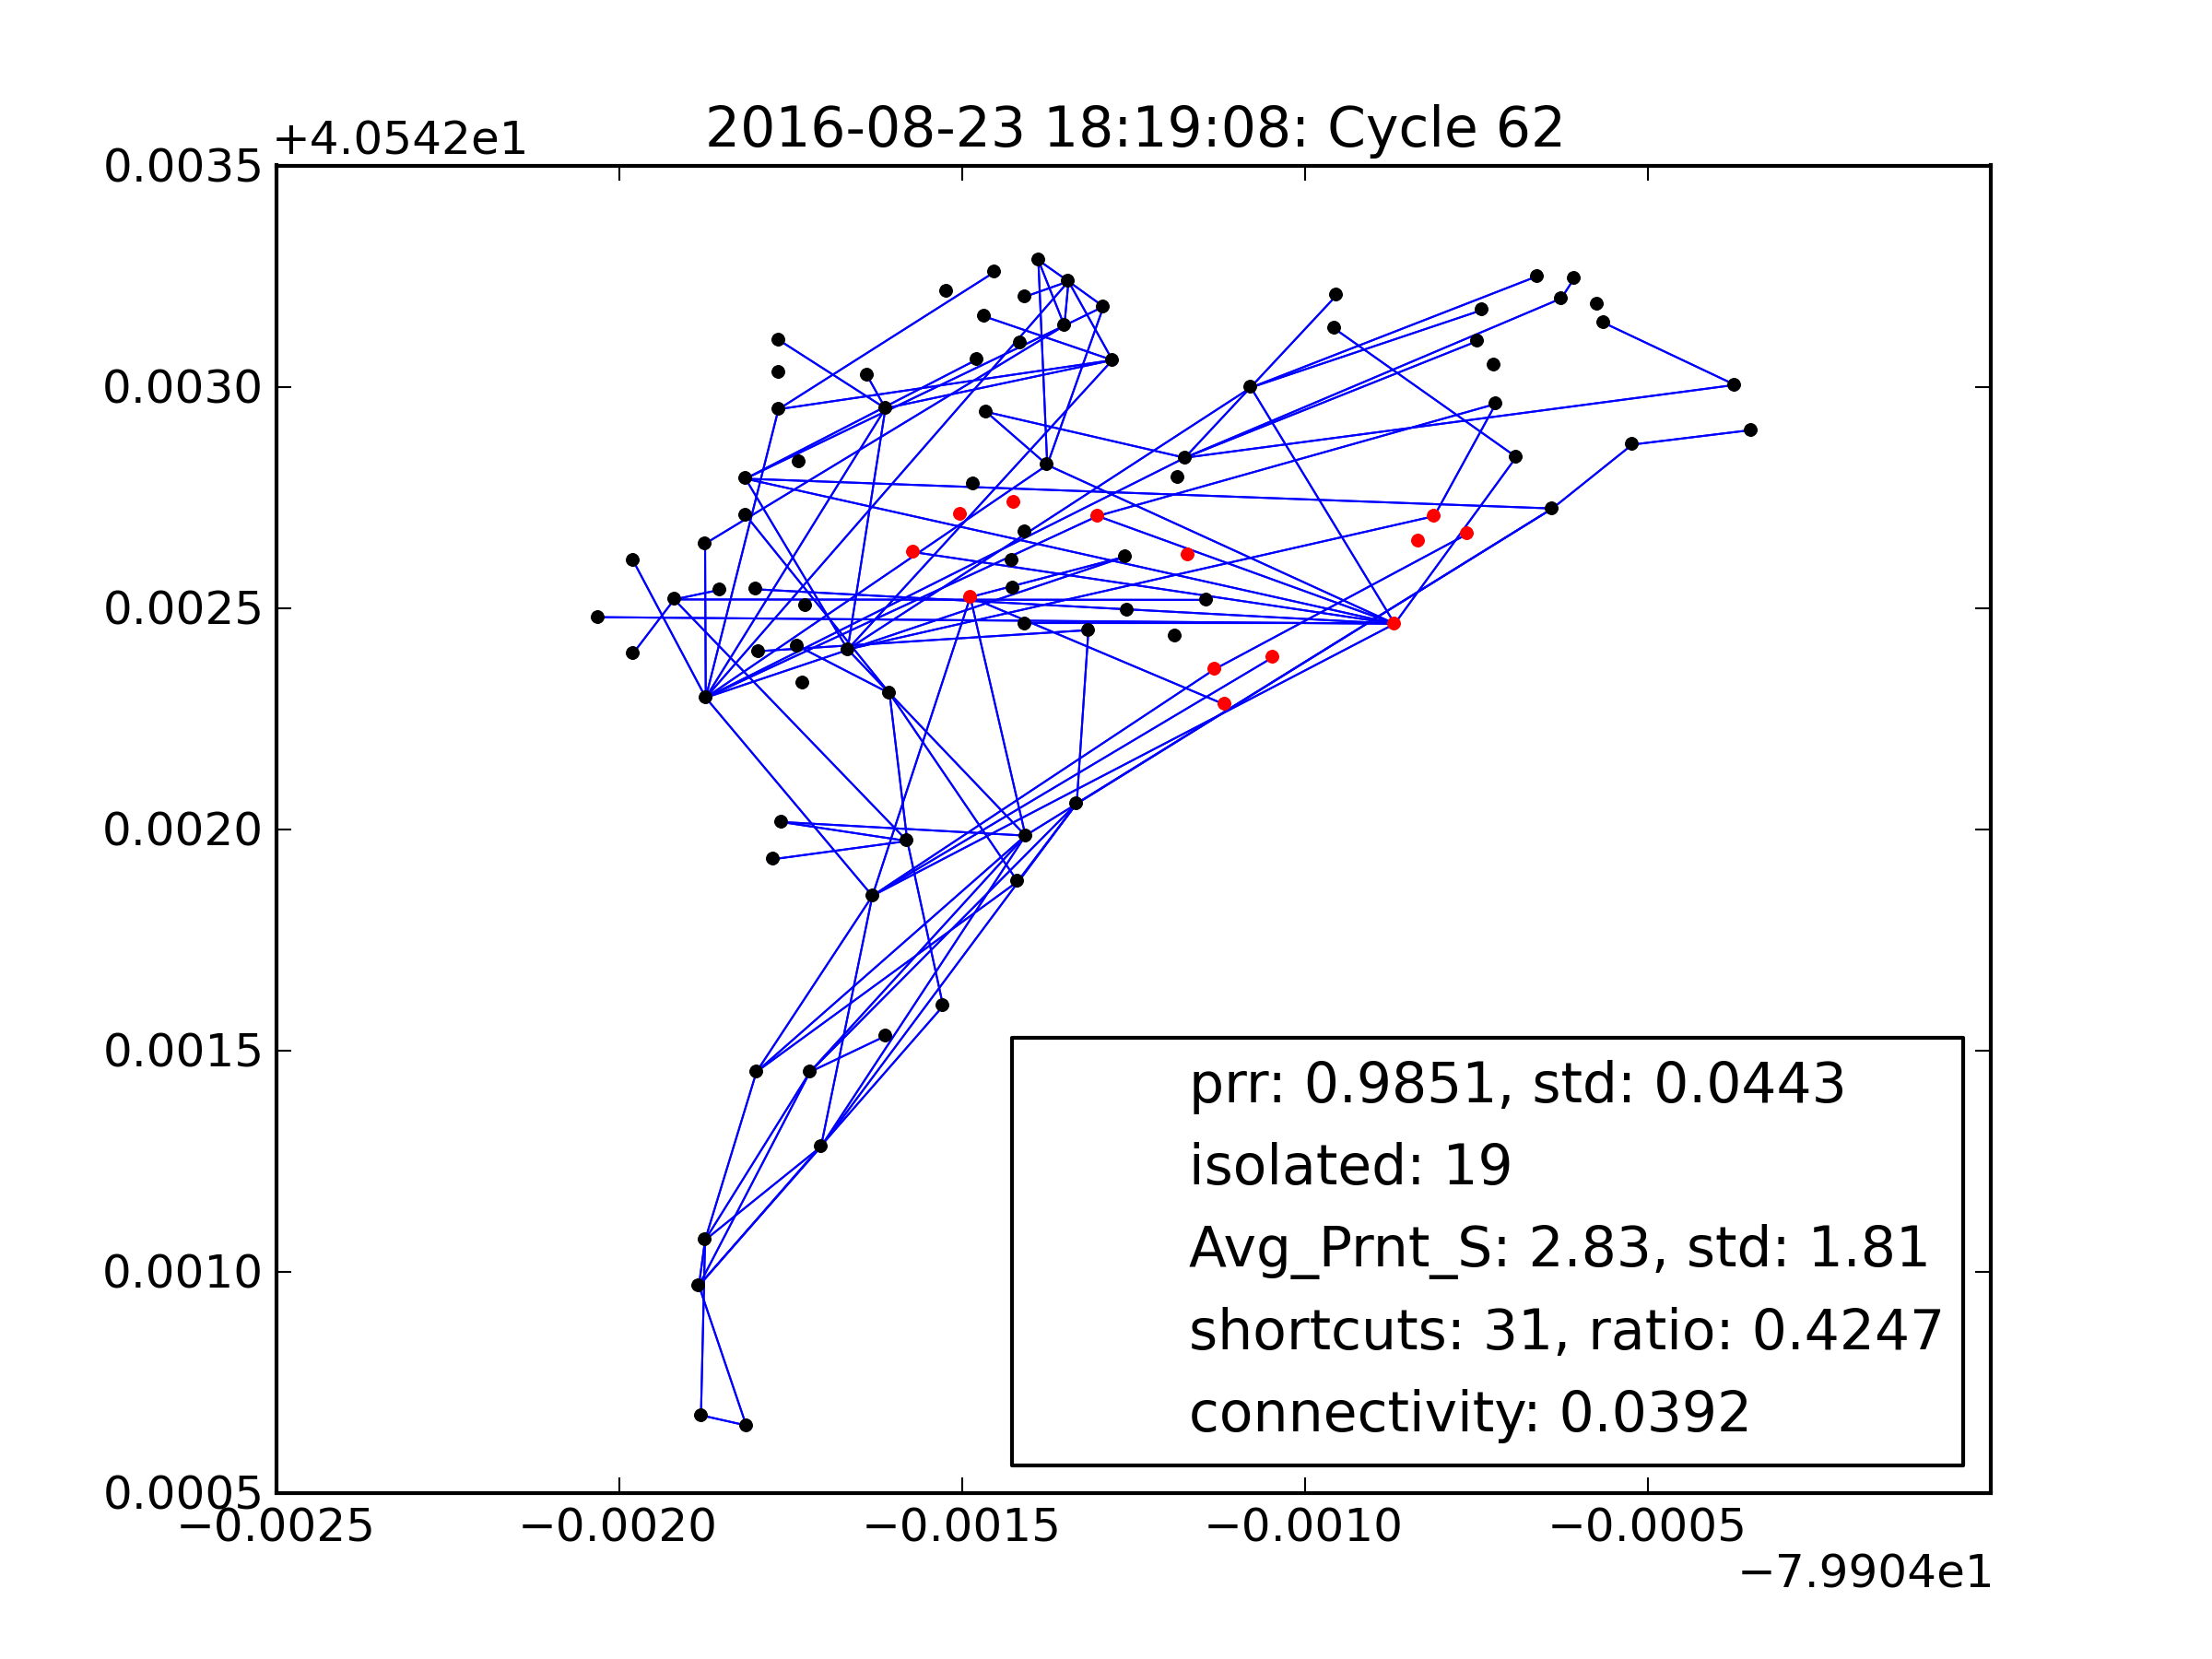 2016-08-23 18:19:08: Cycle 62
+4.0542e1
0.0035
0.0030
0.0025
0.0020
0.0015
0.0010
0.0005
prr: 0.9851, std: 0.0443
isolated: 19
Avg_Prnt_S: 2.83, std: 1.81
shortcuts: 31, ratio: 0.4247
connectivity: 0.0392
−0.0025 −0.0020 −0.0015 −0.0010 −0.0005
−7.9904e1